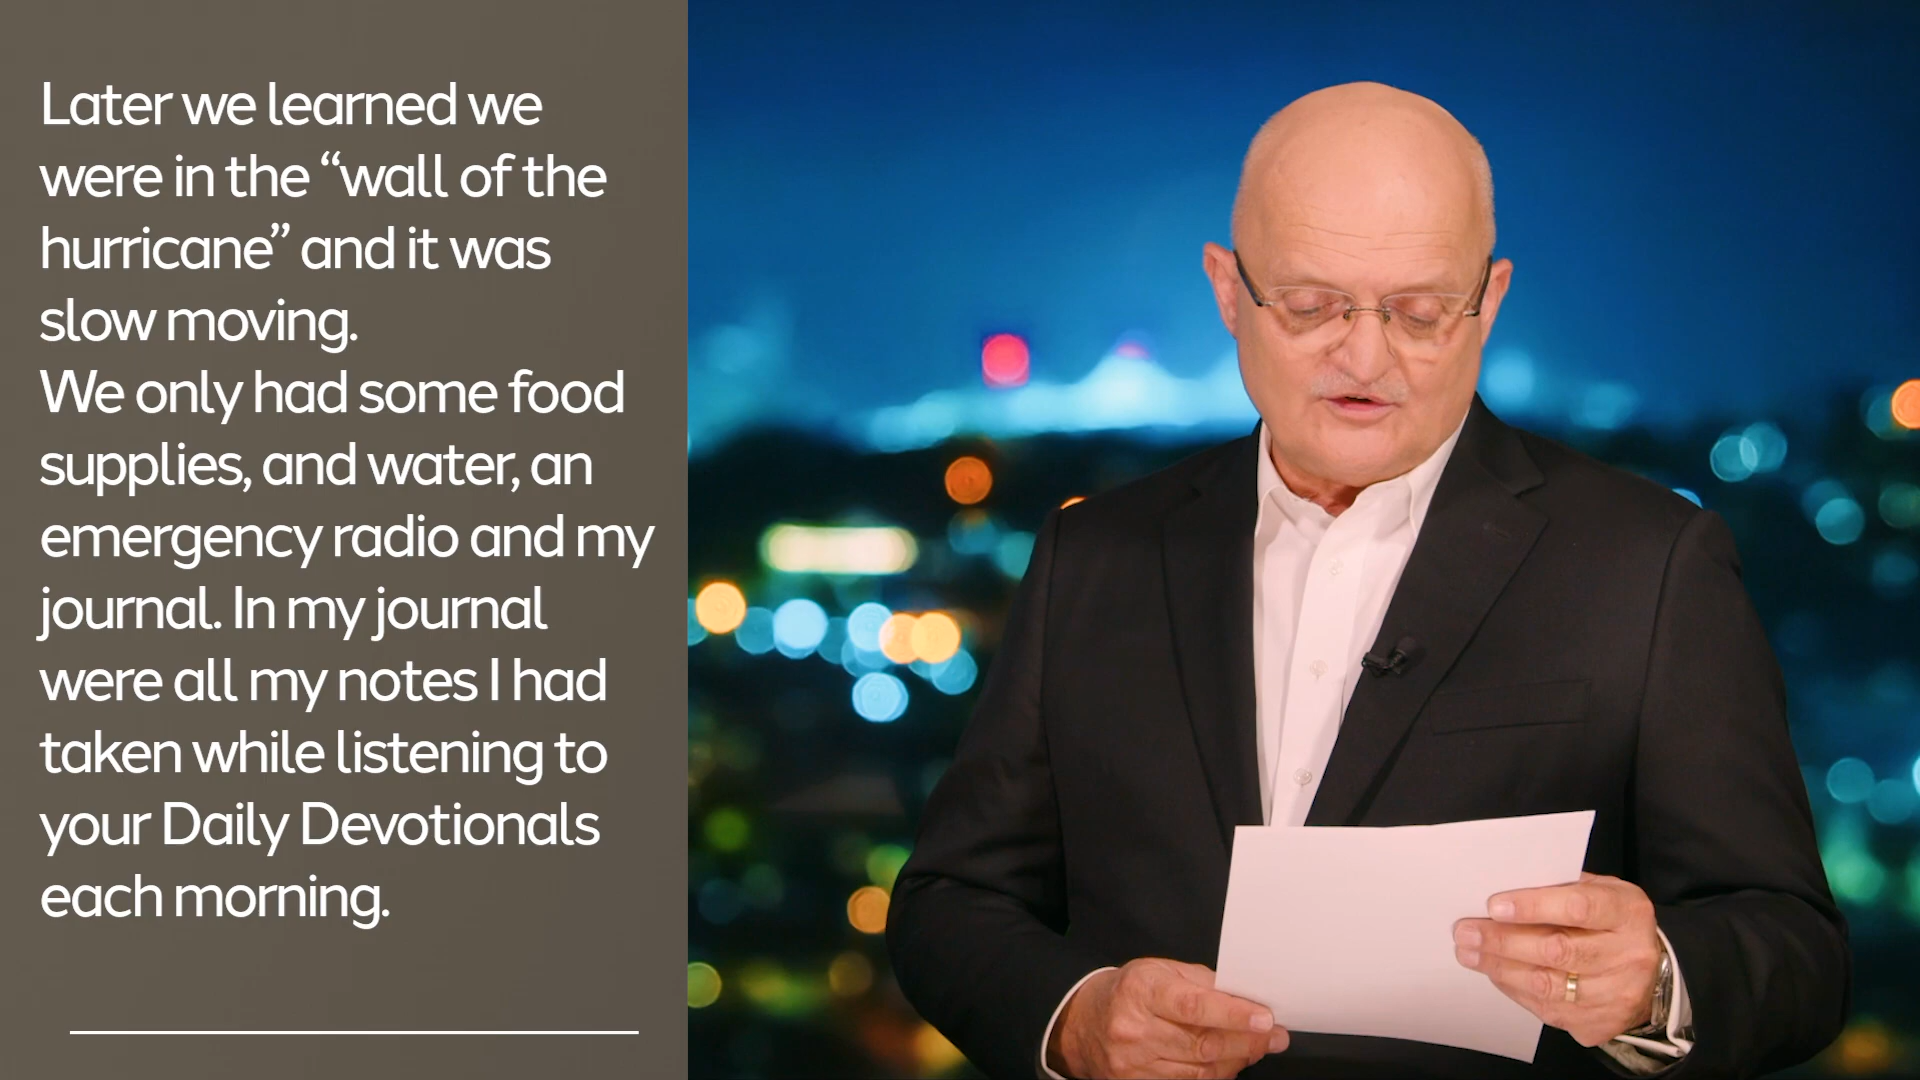 Later we learned we
were in the “wall of the
hurricane” and it was
slow moving.
We only had some food
supplies, and water, an
emergency radio and my
journal. In my journal
were all my notes I had
taken while listening to
your Daily Devotionals
each morning.